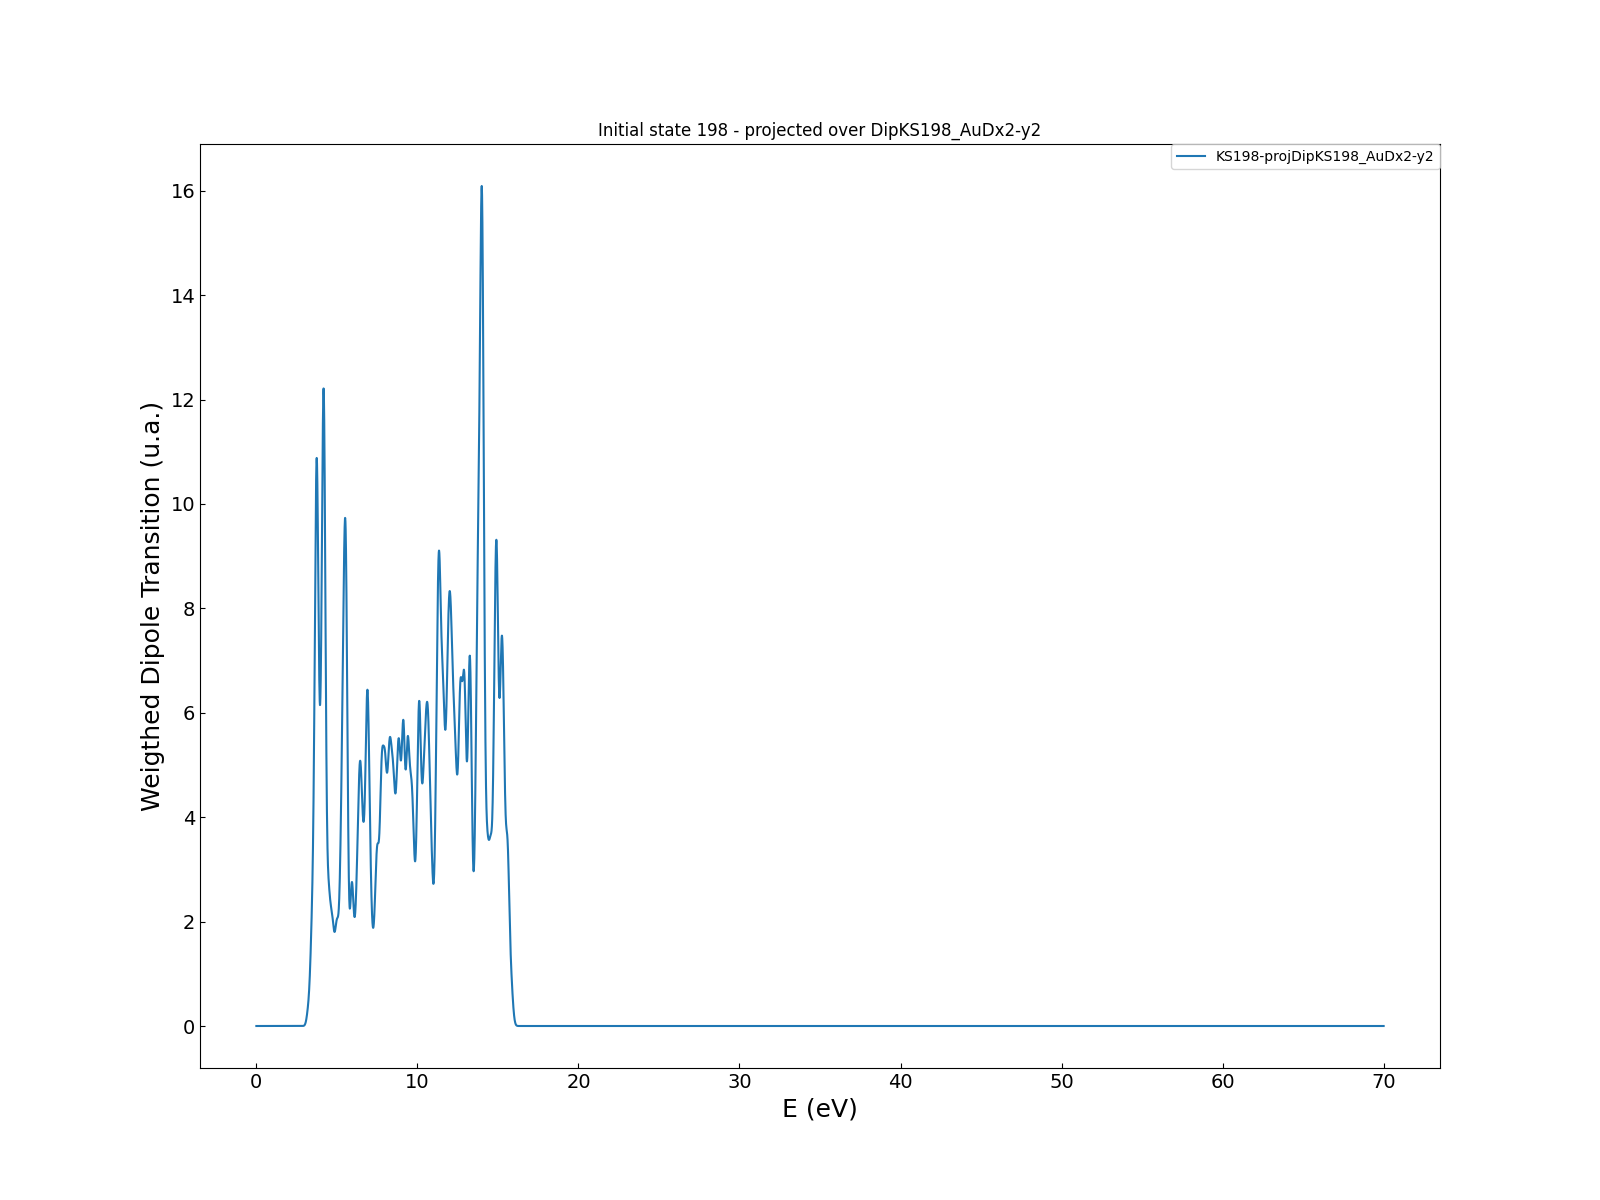 Initial state 198 - projected over DipKS198_AuDx2-y2
KS198-projDipKS198_AuDx2-y2
16
14
12
10
8
6
4
2
0
Weigthed Dipole Transition (u.a.)
0 10 20 30 40 50 60 70
E (eV)